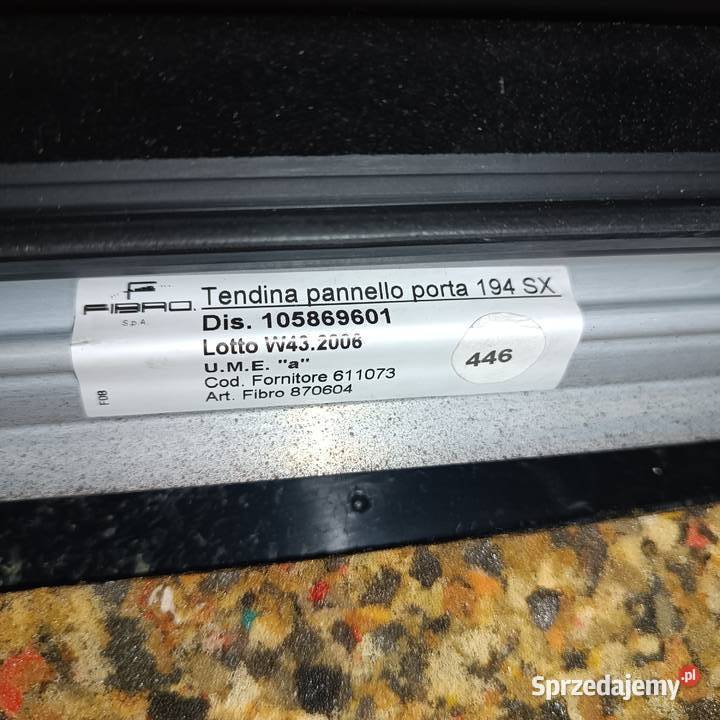 FIBRO.
S.P.A.
Tendina pannello porta 194 SX
Dis. 105869601
Lotto W43.2006
U.M.E. "a"
Cod. Fornitore 611073
Art. Fibro 870604
446
F08
Sprzedajemy.pl